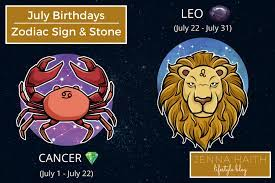 July Birthdays
Zodiac Sign & Stone
LEO
(July 22 - July 31)
CANCER
(July 1 - July 22)
JENNA HAITH
lifestyle blog